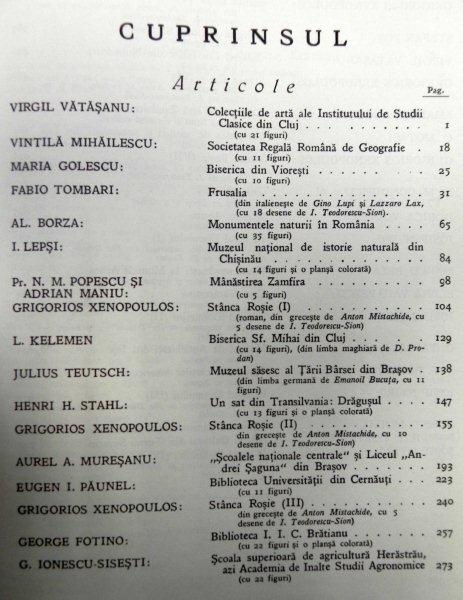 CUPRINSUL
Articole
Pag.
VIRGIL VĂTĂȘANU: Colecțiile de artă ale Institutului de Studii
Clasice din Cluj . . . . . . . . . . 1
(cu 21 figuri)
VINTILĂ MIHĂILESCU: Societatea Regală Română de Geografie . 18
(cu 11 figuri)
MARIA GOLESCU: Biserica din Viorești . . . . . . . . 25
(cu 10 figuri)
FABIO TOMBARI: Frusalia . . . . . . . . . . . . 31
(din italienește de Gino Lupi și Lazzaro Lax,
(cu 18 desene de I. Teodorescu-Sion).
AL. BORZA: Monumentele naturii în România . . . . 65
(cu 35 figuri)
I. LEPȘI: Muzeul național de istorie naturală din
Chișinău . . . . . . . . . . . . 84
(cu 14 figuri și o planșă colorată)
Pr. N. M. POPESCU ȘI
ADRIAN MANIU: Mânăstirea Zamfira . . . . . . . . 98
(cu 5 figuri)
GRIGORIOS XENOPOULOS: Stânca Roșie (I) . . . . . . . . . 104
(roman, din grecește de Anton Mistachide, cu
5 desene de I. Teodorescu-Sion)
L. KELEMEN: Biserica Sf. Mihai din Cluj . . . . . 129
(cu 14 figuri), (din limba maghiară de D. Pro-
dan)
JULIUS TEUTSCH: Muzeul săsesc al Țării Bârsei din Brașov . 138
(din limba germană de Emanoil Bucuța, cu 11
figuri)
HENRI H. STAHL: Un sat din Transilvania: Drăgușul . . . 147
(cu 13 figuri și o planșă colorată)
GRIGORIOS XENOPOULOS: Stânca Roșie (II) . . . . . . . . . 155
din grecește de Anton Mistachide, cu 10
desene de I. Teodorescu-Sion)
AUREL A. MUREȘANU: „Școalele naționale centrale“ și Liceul „An-
drei Șaguna“ din Brașov . . . . . . 193
EUGEN I. PĂUNEL: Biblioteca Universității din Cernăuți . . 223
(cu 11 figuri)
GRIGORIOS XENOPOULOS: Stânca Roșie (III) . . . . . . . . 240
din grecește de Anton Mistachide, cu 5
desene de I. Teodorescu-Sion)
GEORGE FOTINO: Biblioteca I. I. C. Brătianu . . . . . 257
(cu 22 figuri și o planșă colorată)
G. IONESCU-SISEȘTI: Școala superioară de agricultură Herăstrău,
azi Academia de Inalte Studii Agronomice 273
(cu 22 figuri)